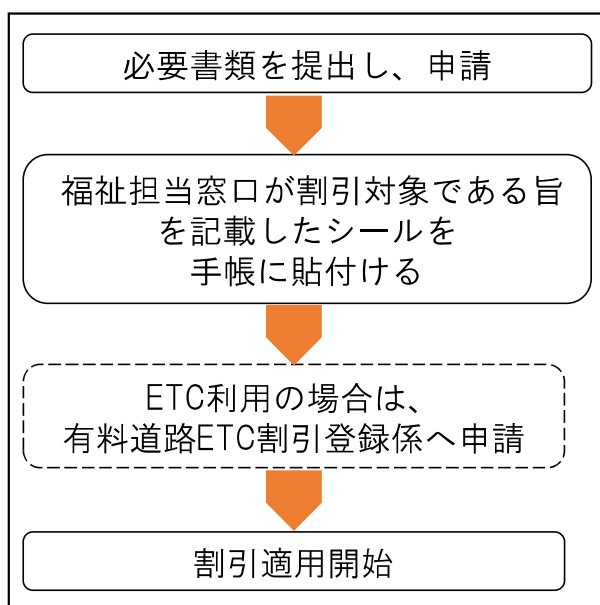 必要書類を提出し、申請
福祉担当窓口が割引対象である旨
を記載したシールを
手帳に貼付ける
ETC利用の場合は、
有料道路ETC割引登録係へ申請
割引適用開始